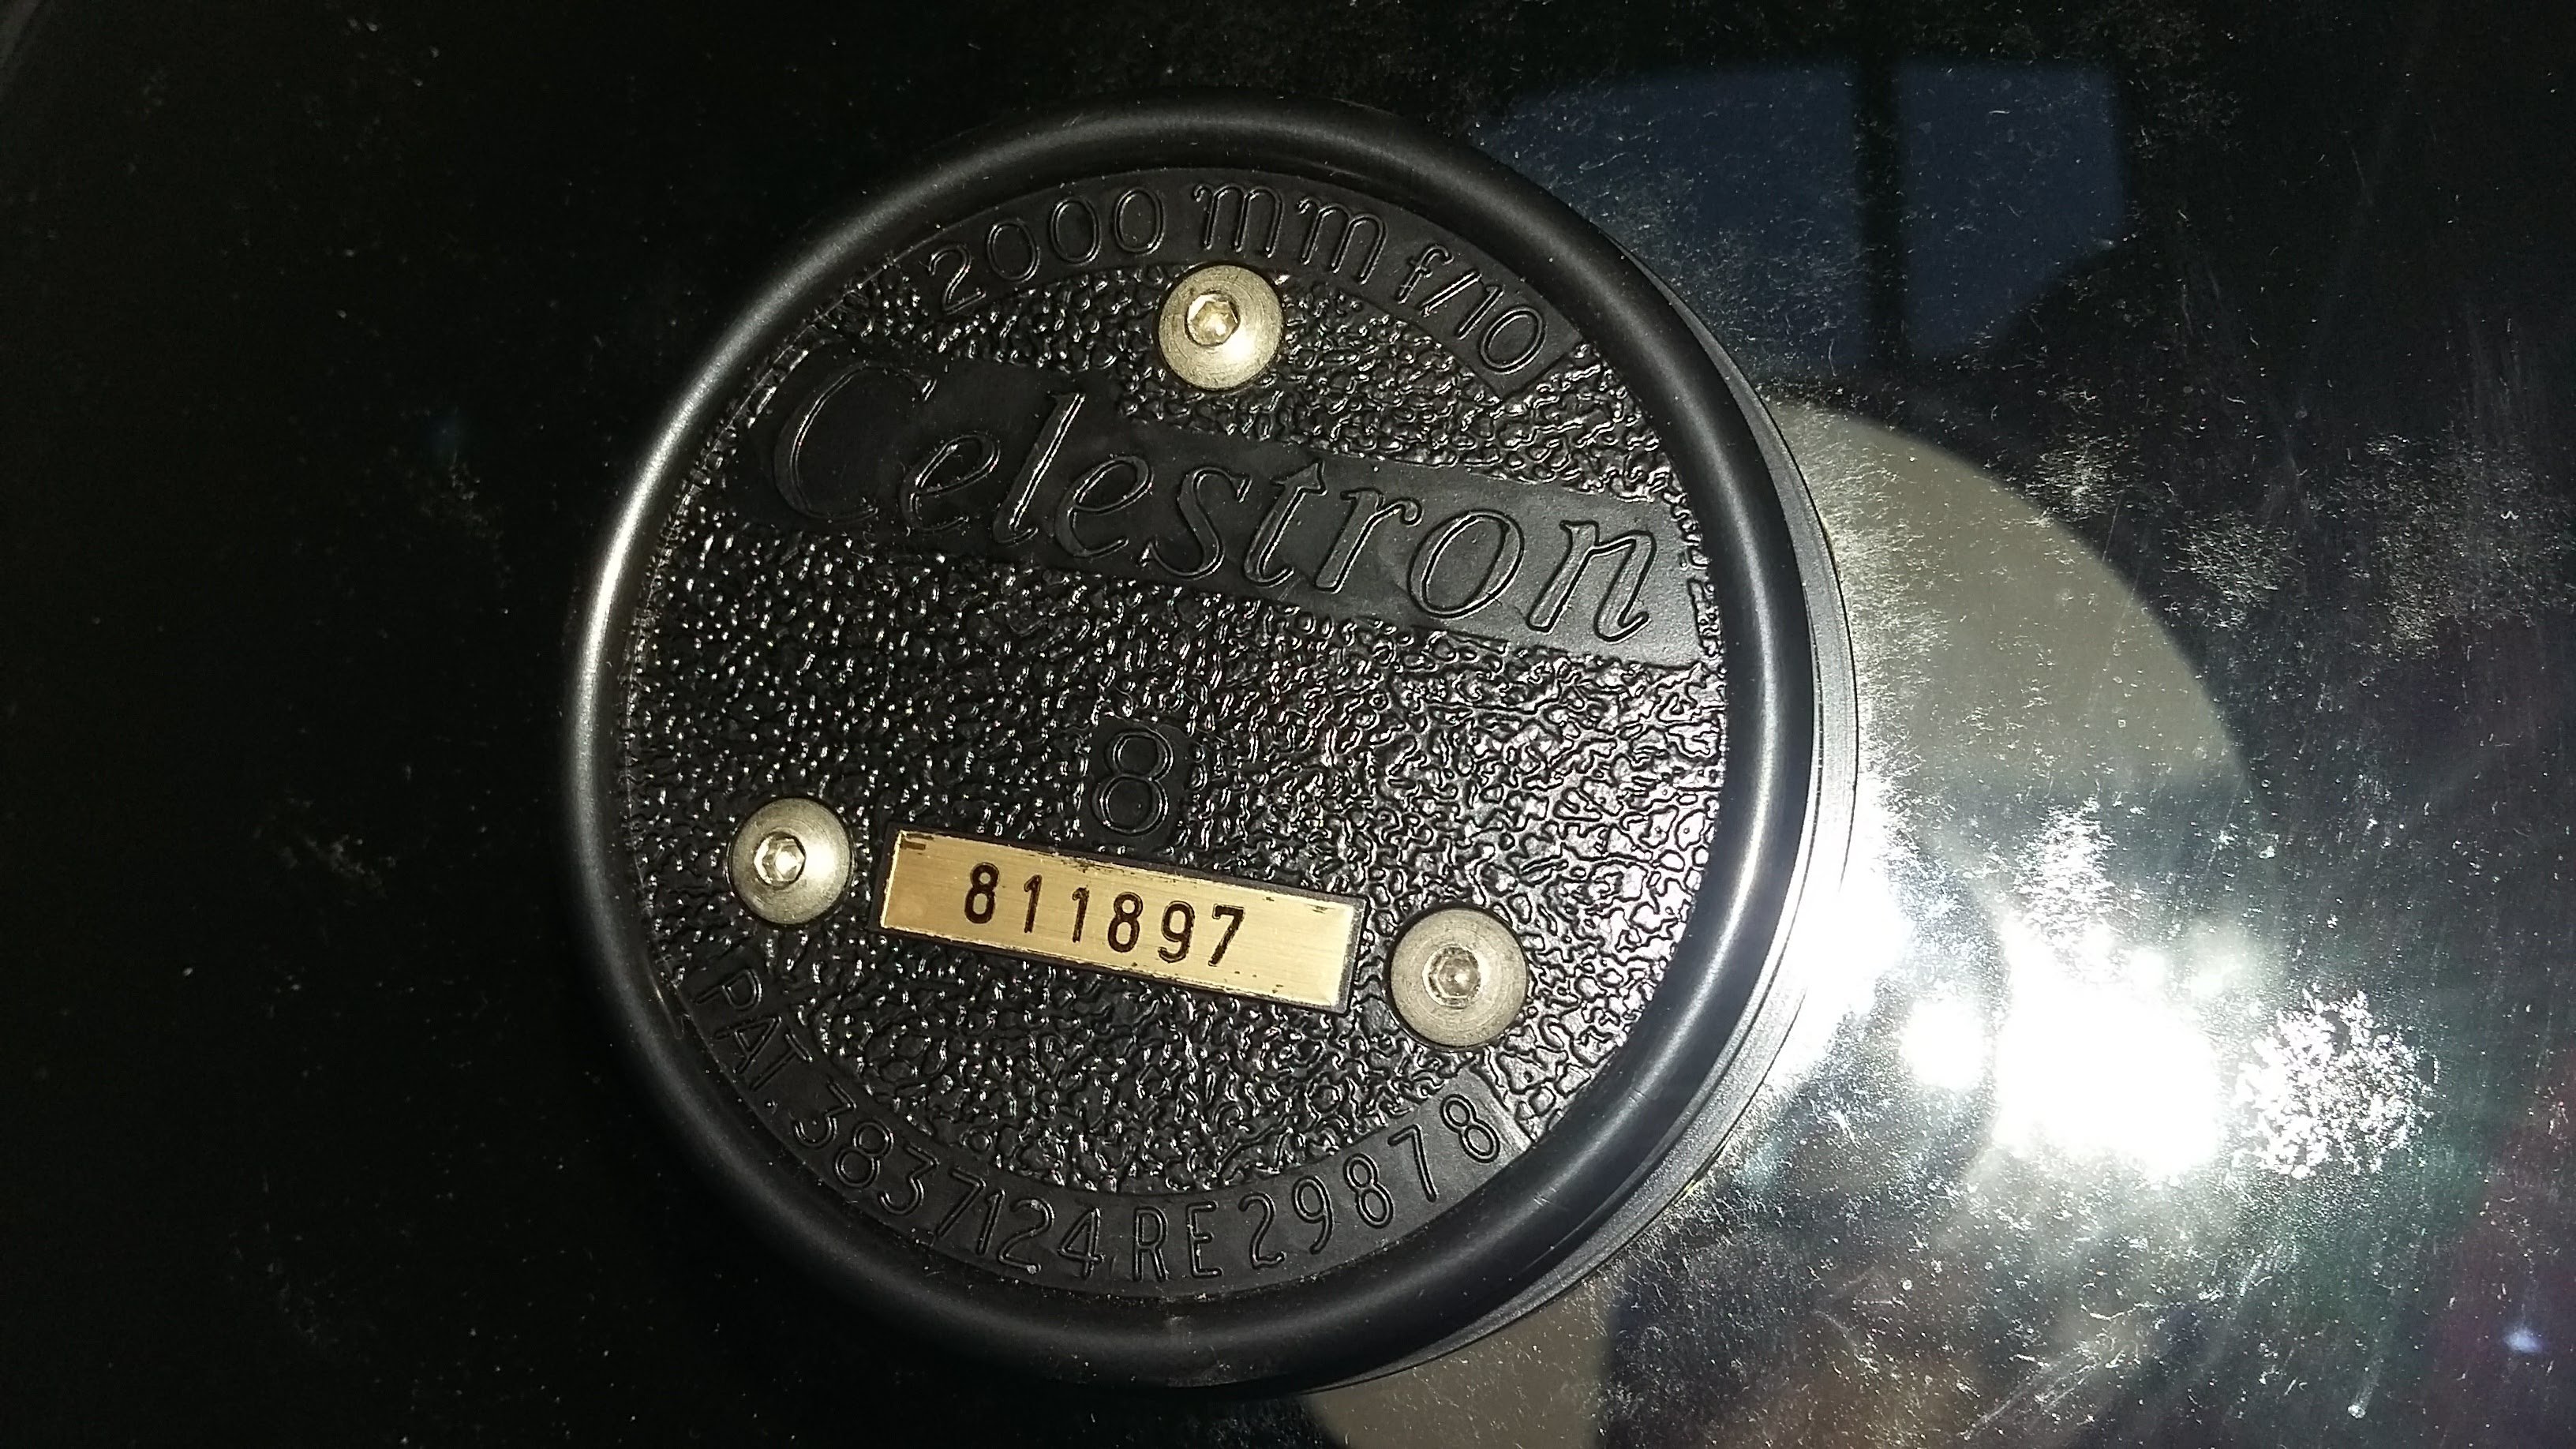 2000 mm f/10
Celestron
8
811897
PAT. 3837124 RE 29878